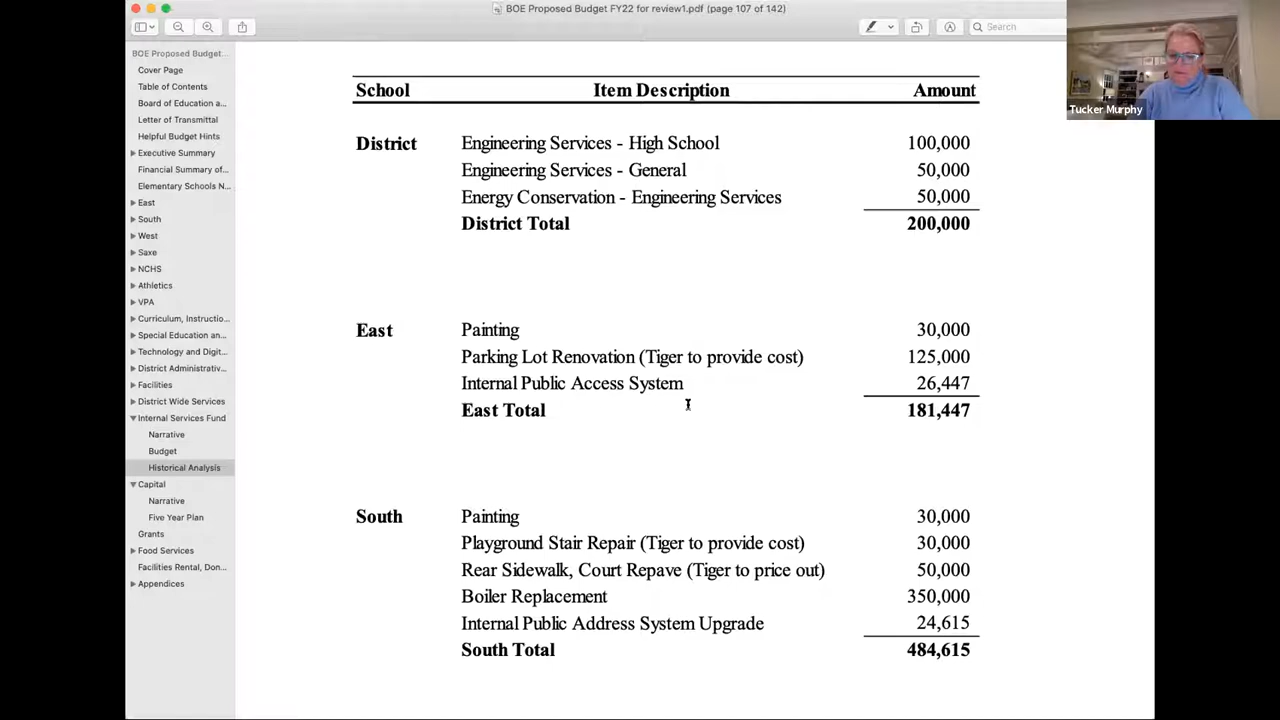 BOE Proposed Budget FY22 for review1.pdf (page 107 of 142)
Search
Tucker Murphy
BOE Proposed Budget...
Cover Page
Table of Contents
Board of Education a...
Letter of Transmittal
Helpful Budget Hints
Executive Summary
Financial Summary of...
Elementary Schools N...
East
South
West
Saxe
NCHS
Athletics
VPA
Curriculum, Instructio...
Special Education an...
Technology and Digit...
District Administrativ...
Facilities
District Wide Services
Internal Services Fund
Narrative
Budget
Historical Analysis
Capital
Narrative
Five Year Plan
Grants
Food Services
Facilities Rental, Don...
Appendices
School Item Description Amount
District Engineering Services - High School 100,000
Engineering Services - General 50,000
Energy Conservation - Engineering Services 50,000
District Total 200,000
East Painting 30,000
Parking Lot Renovation (Tiger to provide cost) 125,000
Internal Public Access System 26,447
East Total 181,447
South Painting 30,000
Playground Stair Repair (Tiger to provide cost) 30,000
Rear Sidewalk, Court Repave (Tiger to price out) 50,000
Boiler Replacement 350,000
Internal Public Address System Upgrade 24,615
South Total 484,615